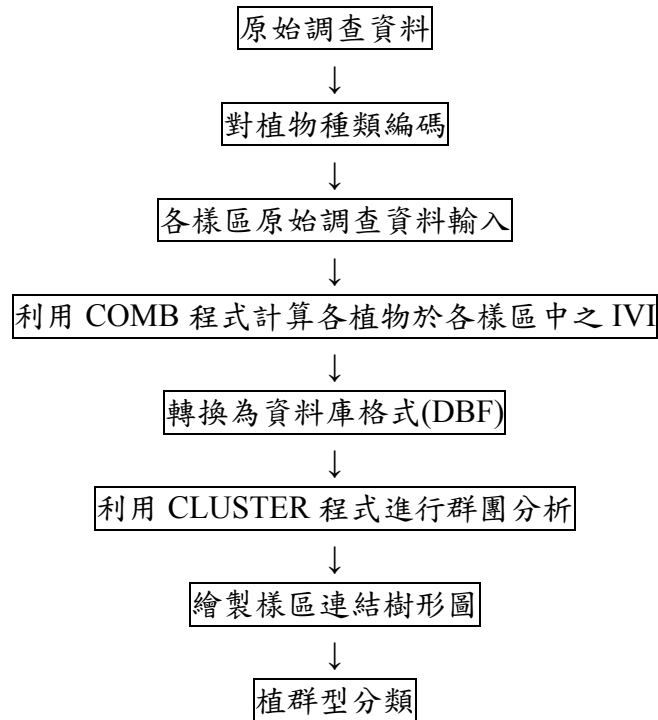 原始調查資料
↓
對植物種類編碼
↓
各樣區原始調查資料輸入
↓
利用 COMB 程式計算各植物於各樣區中之 IVI
↓
轉換為資料庫格式(DBF)
↓
利用 CLUSTER 程式進行群團分析
↓
繪製樣區連結樹形圖
↓
植群型分類